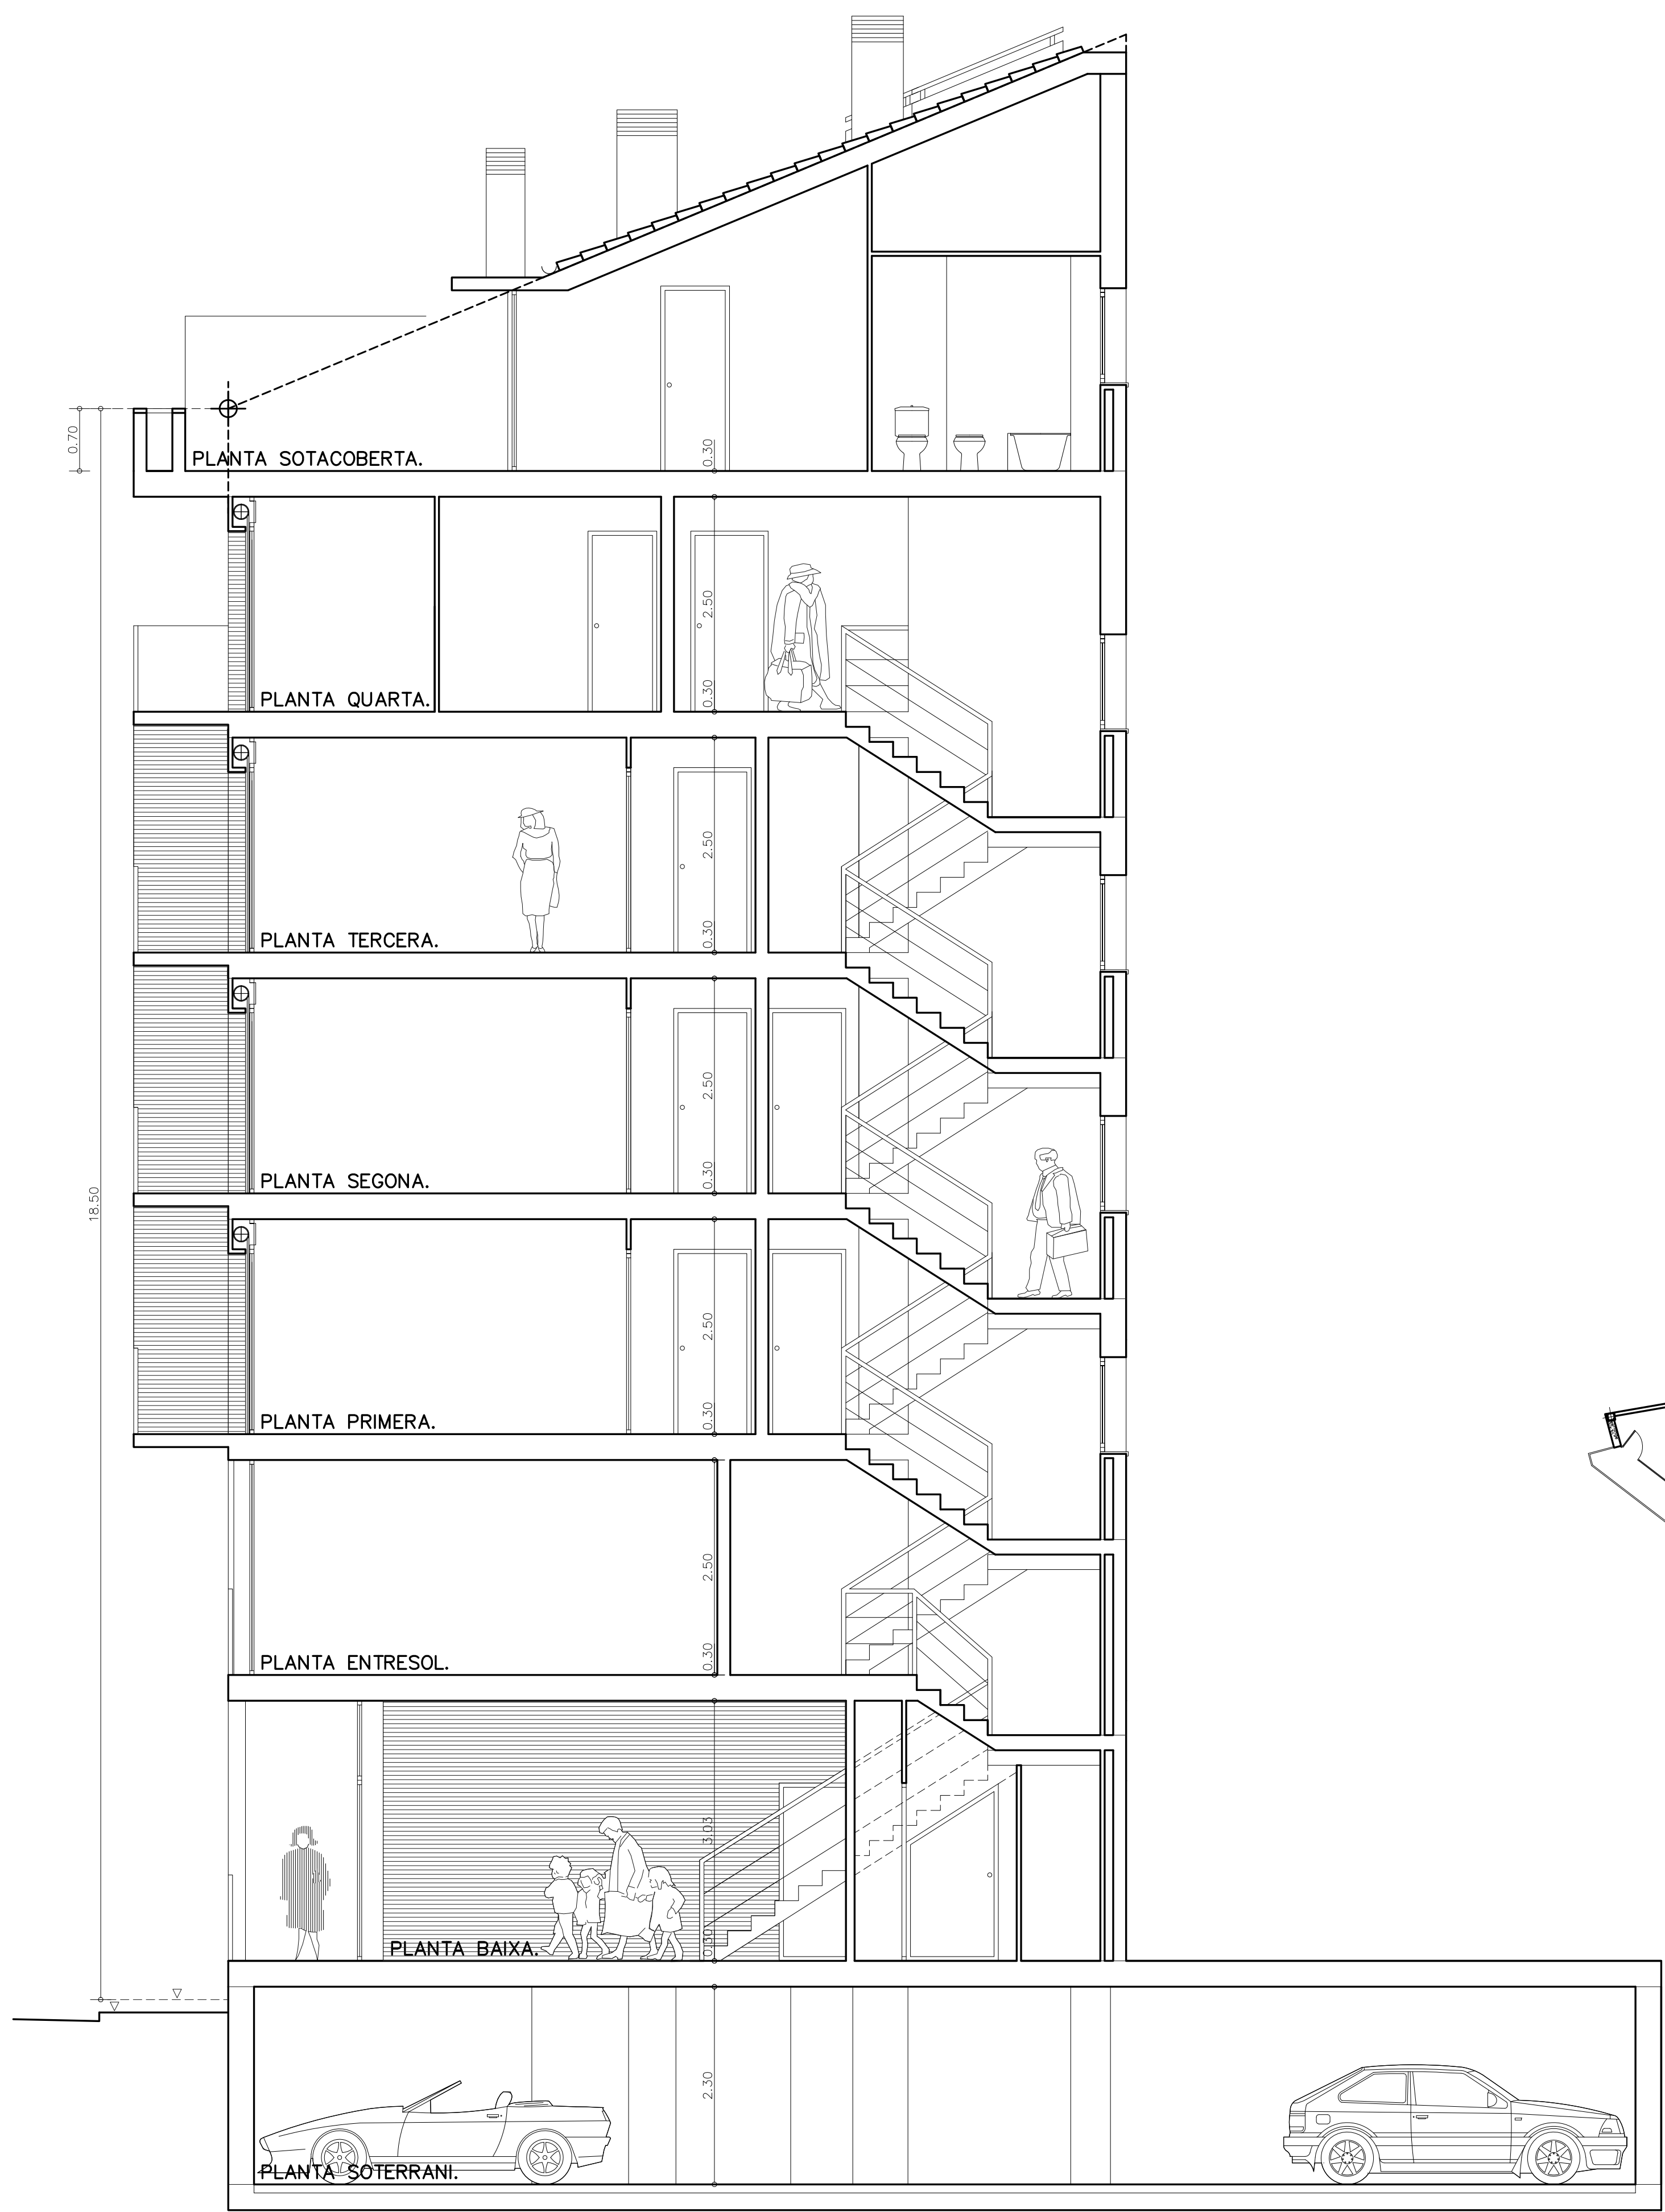 0.70
PLANTA SOTACOBERTA.
0.30
2.50
PLANTA QUARTA.
0.30
2.50
PLANTA TERCERA.
0.30
18.50
2.50
PLANTA SEGONA.
0.30
2.50
PLANTA PRIMERA.
0.30
2.50
PLANTA ENTRESOL.
0.30
3.03
PLANTA BAIXA.
0.30
2.30
PLANTA SOTERRANI.